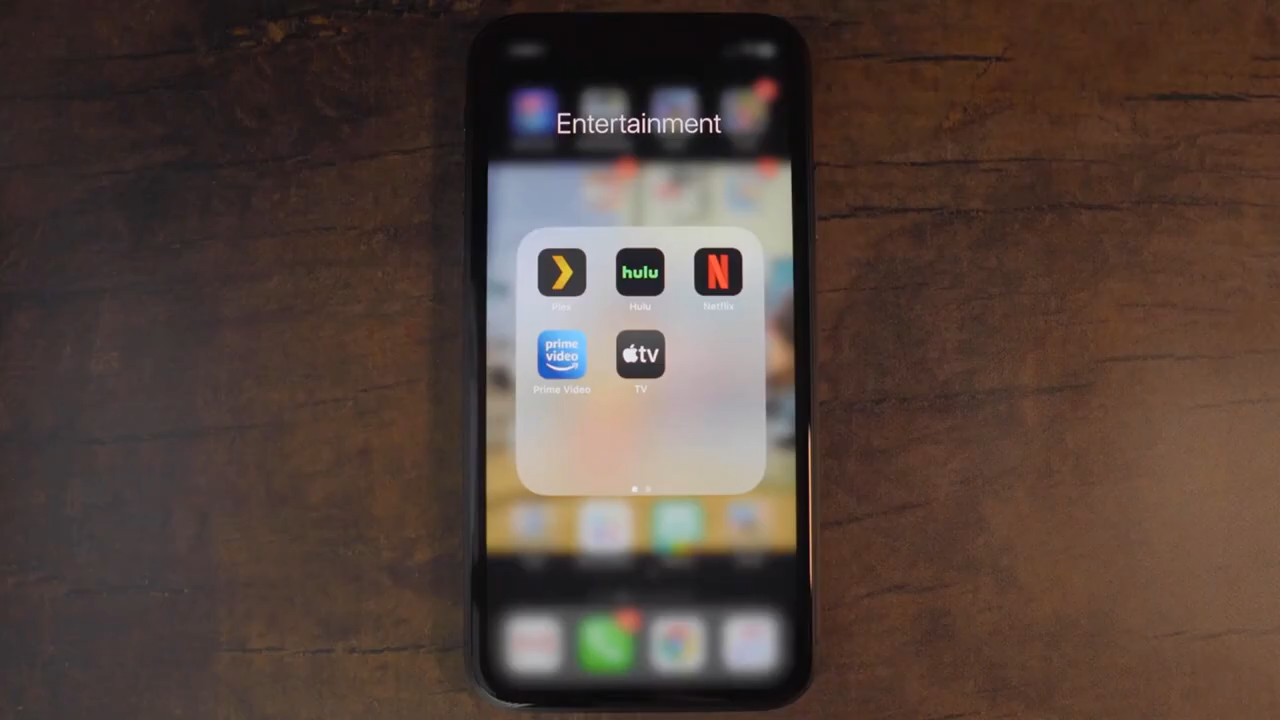 Entertainment
hulu
N
Plex
Hulu
Netflix
prime
video
tv
Prime Video
TV